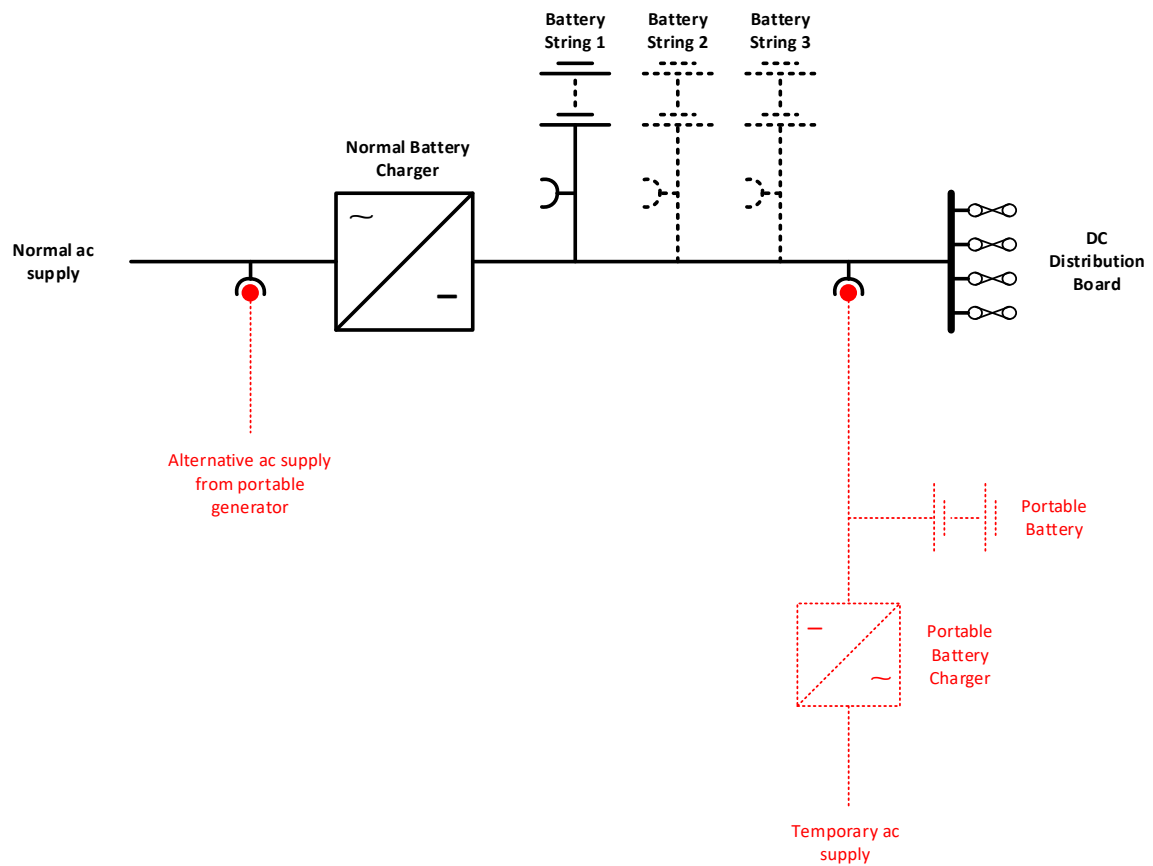 Battery
String 1
Battery
String 2
Battery
String 3
Normal Battery
Charger
Normal ac
supply
DC
Distribution
Board
Alternative ac supply
from portable
generator
Portable
Battery
Portable
Battery
Charger
Temporary ac
supply